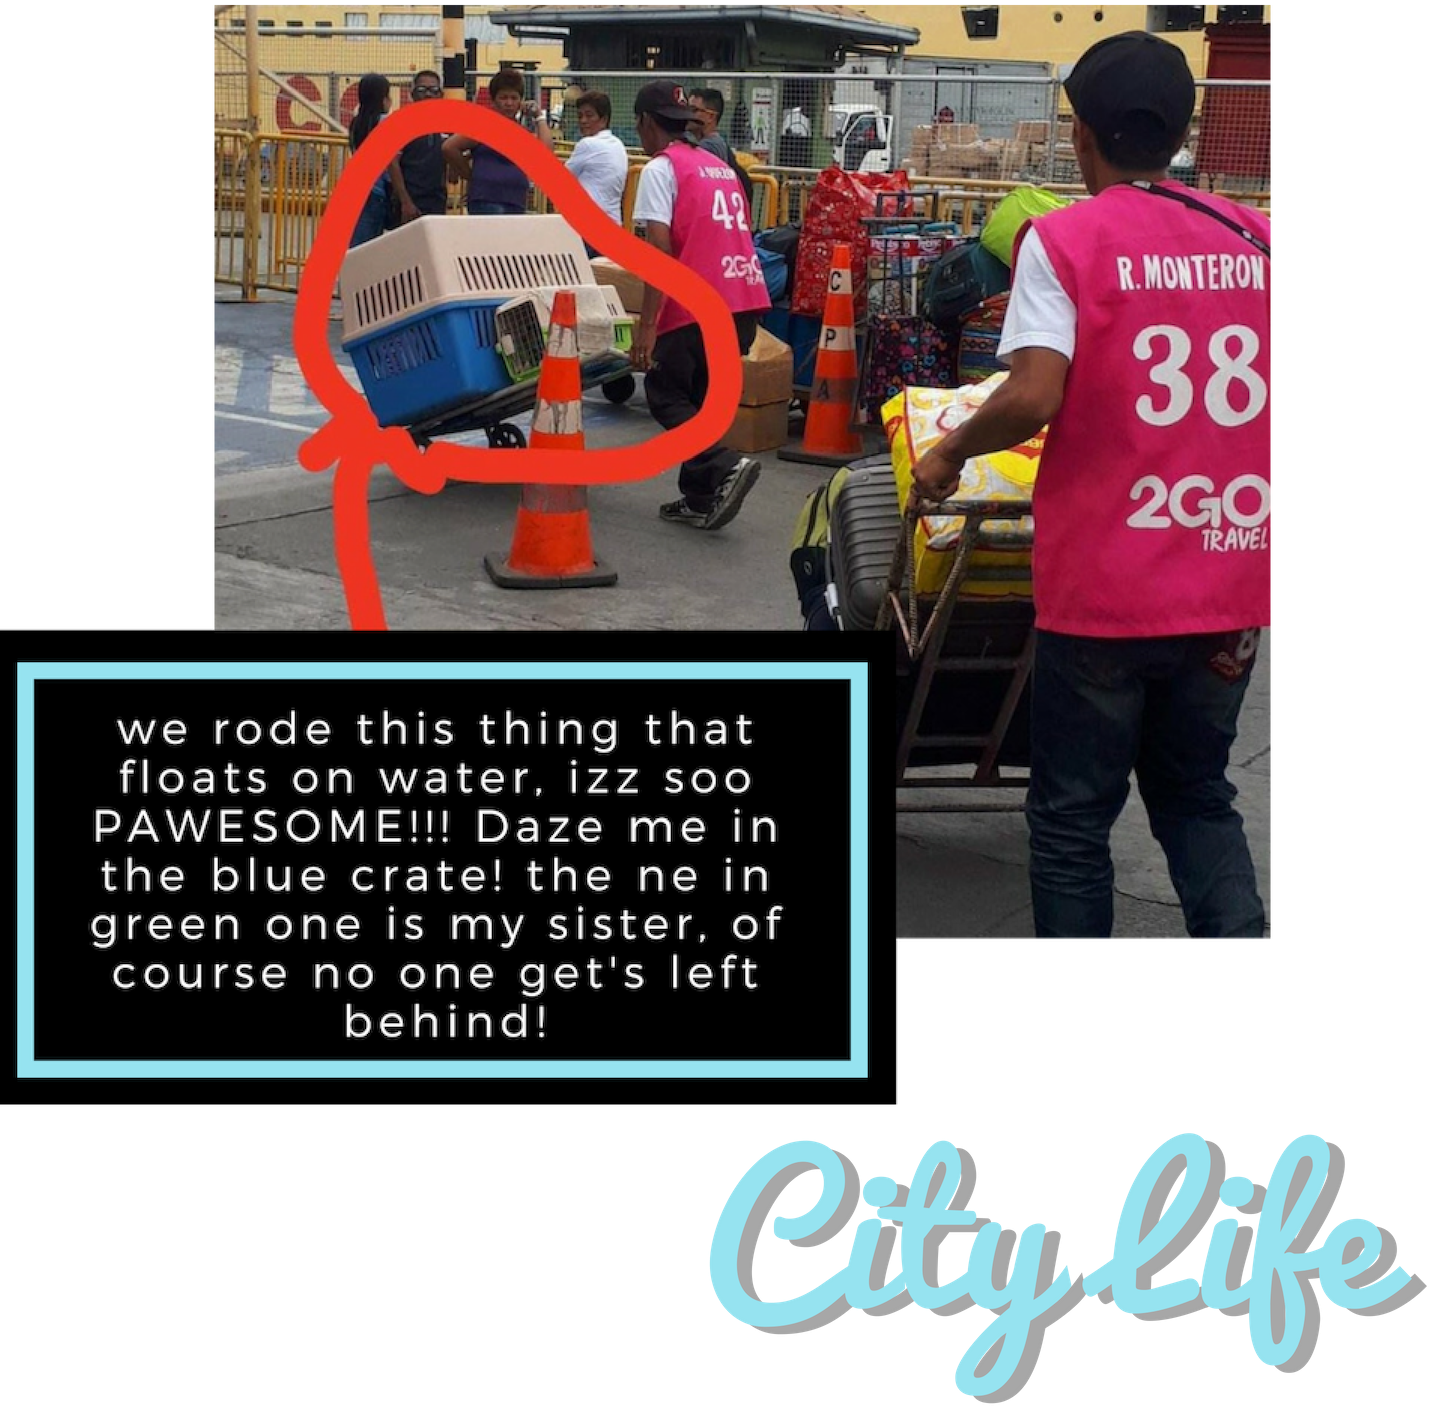 42
2GO
R. MONTERON
38
2GO
TRAVEL
C
P
A
we rode this thing that
floats on water, izz soo
PAWESOME!!! Daze me in
the blue crate! the ne in
green one is my sister, of
course no one get's left
behind!
City Life